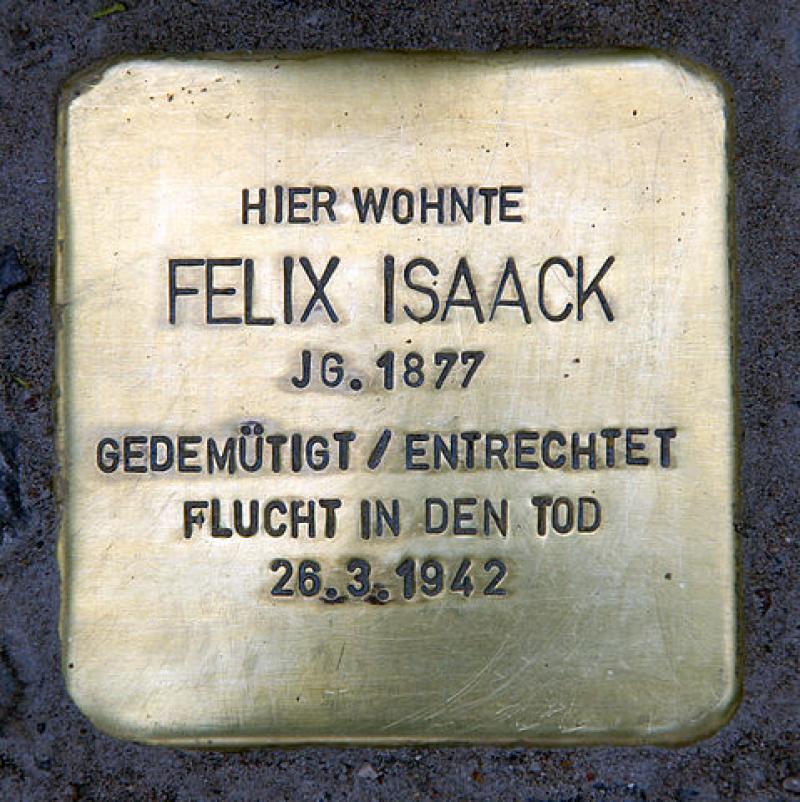 HIER WOHNTE
FELIX ISAACK
JG. 1877
GEDEMÜTIGT / ENTRECHTET
FLUCHT IN DEN TOD
26.3.1942